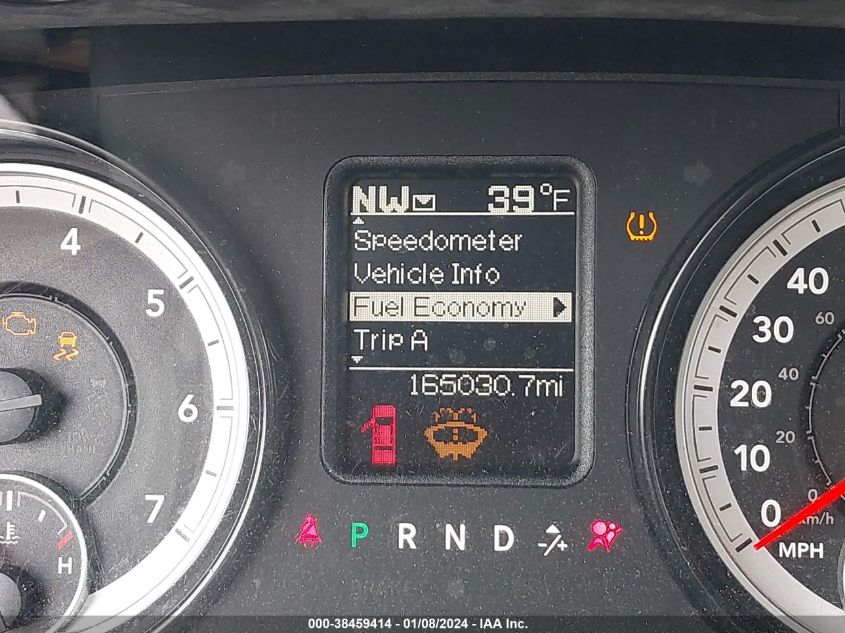 NW 39°F
Speedometer
Vehicle Info
Fuel Economy
Trip A
165030.7mi
P R N D -/+
4
5
6
7
H
40
30
20
10
0
60
40
20
0
km/h
MPH
000-38459414 - 01/08/2024 - IAA Inc.